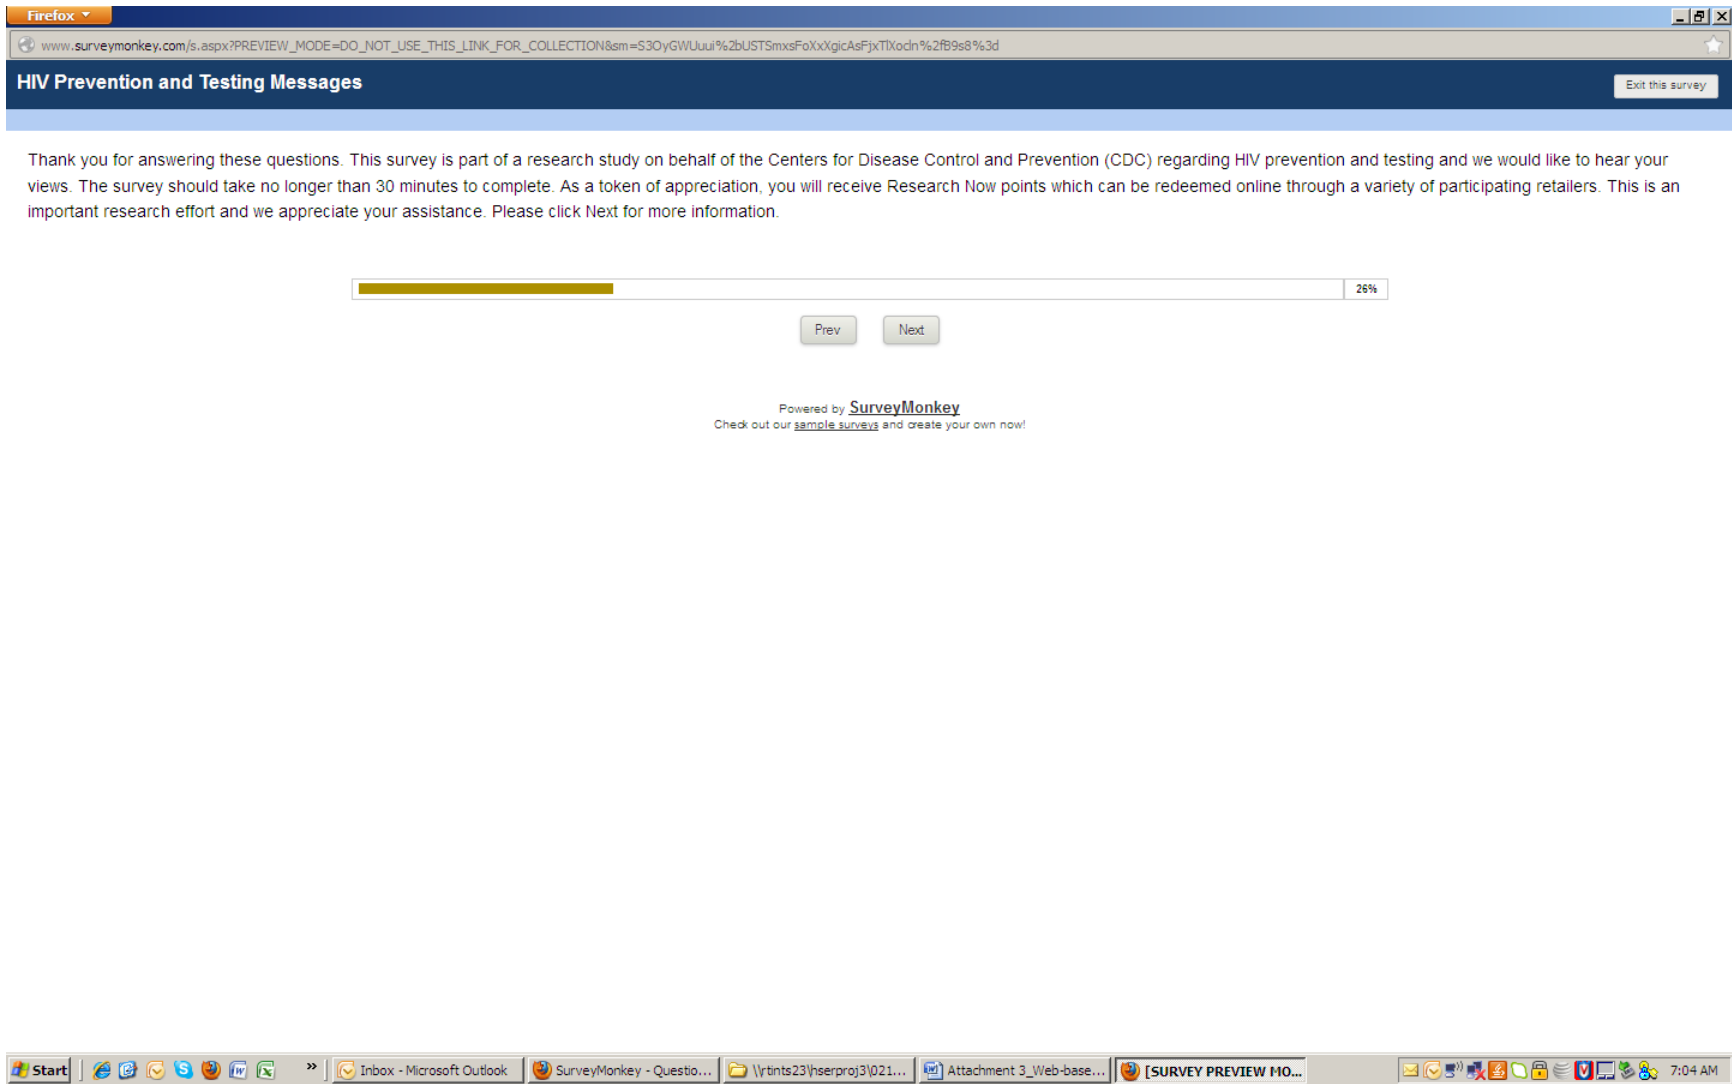 Firefox
www.surveymonkey.com/s.aspx?PREVIEW_MODE=DO_NOT_USE_THIS_LINK_FOR_COLLECTION&sm=S3OyGWUuui%2bUSTSmxsFoXxXgicAsFjxTlXodn%2fB9s8%3d
HIV Prevention and Testing Messages
Exit this survey
Thank you for answering these questions. This survey is part of a research study on behalf of the Centers for Disease Control and Prevention (CDC) regarding HIV prevention and testing and we would like to hear your
views. The survey should take no longer than 30 minutes to complete. As a token of appreciation, you will receive Research Now points which can be redeemed online through a variety of participating retailers. This is an
important research effort and we appreciate your assistance. Please click Next for more information.
26%
Prev Next
Powered by SurveyMonkey
Check out our sample surveys and create your own now!
Start » Inbox - Microsoft Outlook SurveyMonkey - Questio... \\rtints23\hserproj3\021... Attachment 3_Web-base... [SURVEY PREVIEW MO... 7:04 AM